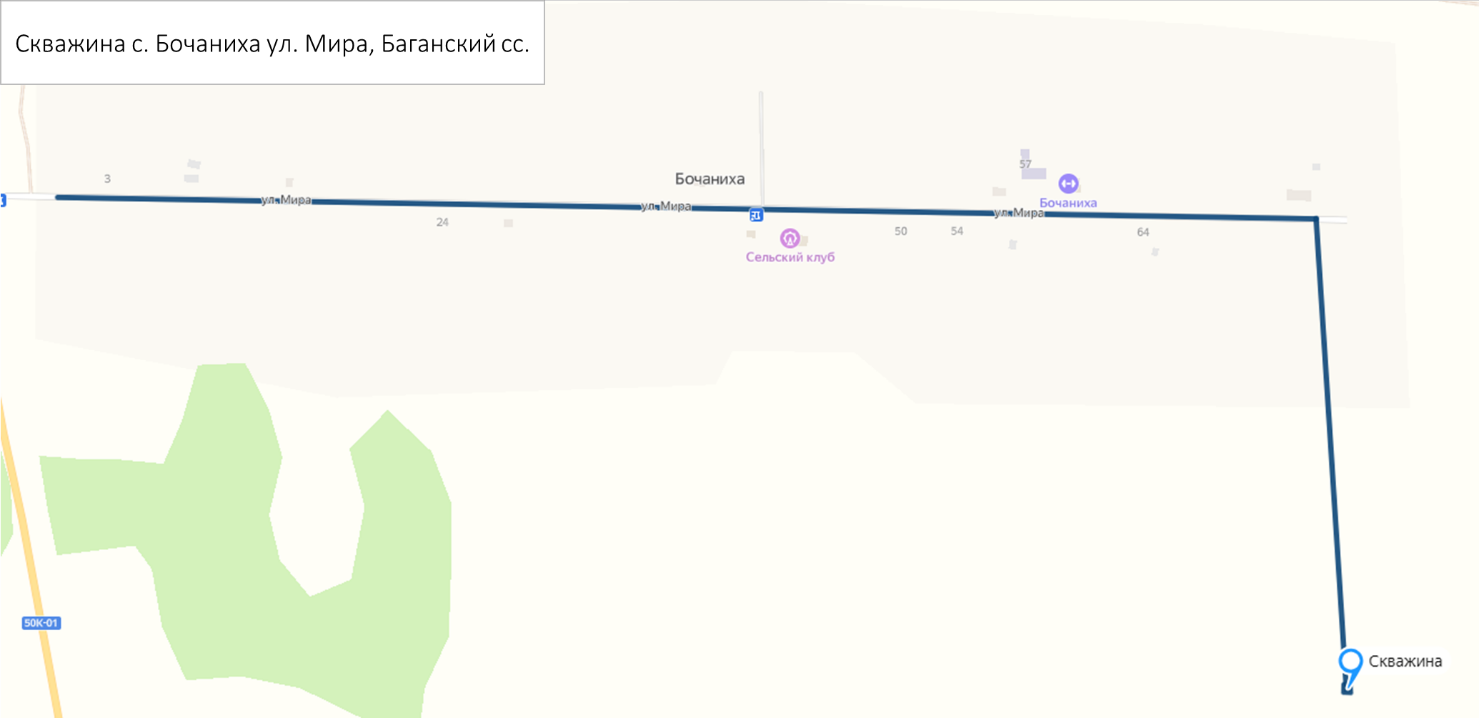 Скважина с. Бочаниха ул. Мира, Баганский сс.
57
3
Бочаниха
Бочаниха
ул. Мира
ул. Мира
ул. Мира
24
50
54
64
Сельский клуб
50К-01
Скважина